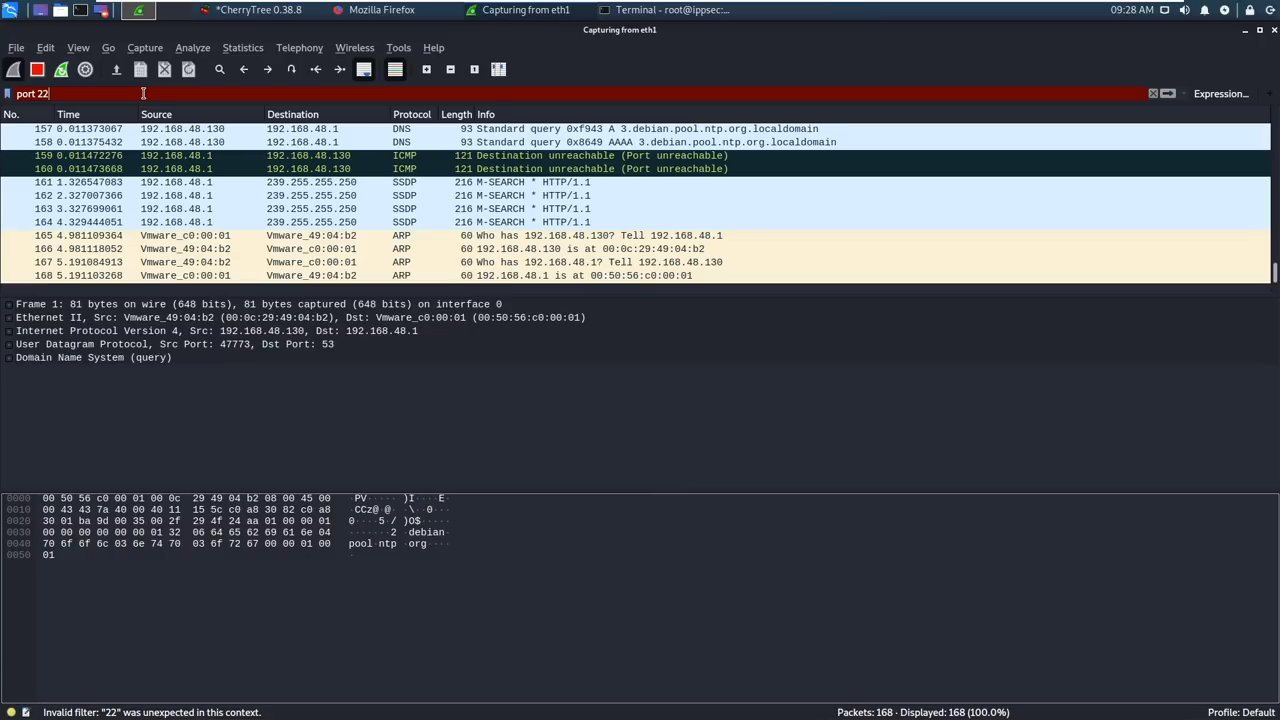 *CherryTree 0.38.8 Mozilla Firefox Capturing from eth1 Terminal - root@ippsec:... 09:28 AM
Capturing from eth1
File Edit View Go Capture Analyze Statistics Telephony Wireless Tools Help
port 22 Expression...
No. Time Source Destination Protocol Length Info
157 0.011373067 192.168.48.130 192.168.48.1 DNS 93 Standard query 0xf943 A 3.debian.pool.ntp.org.localdomain
158 0.011375432 192.168.48.130 192.168.48.1 DNS 93 Standard query 0x8649 AAAA 3.debian.pool.ntp.org.localdomain
159 0.011472276 192.168.48.1 192.168.48.130 ICMP 121 Destination unreachable (Port unreachable)
160 0.011473668 192.168.48.1 192.168.48.130 ICMP 121 Destination unreachable (Port unreachable)
161 1.326547083 192.168.48.1 239.255.255.250 SSDP 216 M-SEARCH * HTTP/1.1
162 2.327007366 192.168.48.1 239.255.255.250 SSDP 216 M-SEARCH * HTTP/1.1
163 3.327699061 192.168.48.1 239.255.255.250 SSDP 216 M-SEARCH * HTTP/1.1
164 4.329444051 192.168.48.1 239.255.255.250 SSDP 216 M-SEARCH * HTTP/1.1
165 4.981109364 Vmware_c0:00:01 Vmware_49:04:b2 ARP 60 Who has 192.168.48.130? Tell 192.168.48.1
166 4.981118052 Vmware_49:04:b2 Vmware_c0:00:01 ARP 60 192.168.48.130 is at 00:0c:29:49:04:b2
167 5.191084913 Vmware_49:04:b2 Vmware_c0:00:01 ARP 60 Who has 192.168.48.1? Tell 192.168.48.130
168 5.191103268 Vmware_c0:00:01 Vmware_49:04:b2 ARP 60 192.168.48.1 is at 00:50:56:c0:00:01
Frame 1: 81 bytes on wire (648 bits), 81 bytes captured (648 bits) on interface 0
Ethernet II, Src: Vmware_49:04:b2 (00:0c:29:49:04:b2), Dst: Vmware_c0:00:01 (00:50:56:c0:00:01)
Internet Protocol Version 4, Src: 192.168.48.130, Dst: 192.168.48.1
User Datagram Protocol, Src Port: 47773, Dst Port: 53
Domain Name System (query)
0000 00 50 56 c0 00 01 00 0c 29 49 04 b2 08 00 45 00 ·PV····· )I····E·
0010 00 43 43 7a 40 00 40 11 15 5c c0 a8 30 82 c0 a8 ·CCz@·@· ·\··0···
0020 30 01 ba 9d 00 35 00 2f 29 4f 24 aa 01 00 00 01 0····5·/ )O$·····
0030 00 00 00 00 00 00 01 32 06 64 65 62 69 61 6e 04 ·······2 ·debian·
0040 70 6f 6f 6c 03 6e 74 70 03 6f 72 67 00 00 01 00 pool·ntp ·org····
0050 01 ·
Invalid filter: "22" was unexpected in this context. Packets: 168 · Displayed: 168 (100.0%) Profile: Default